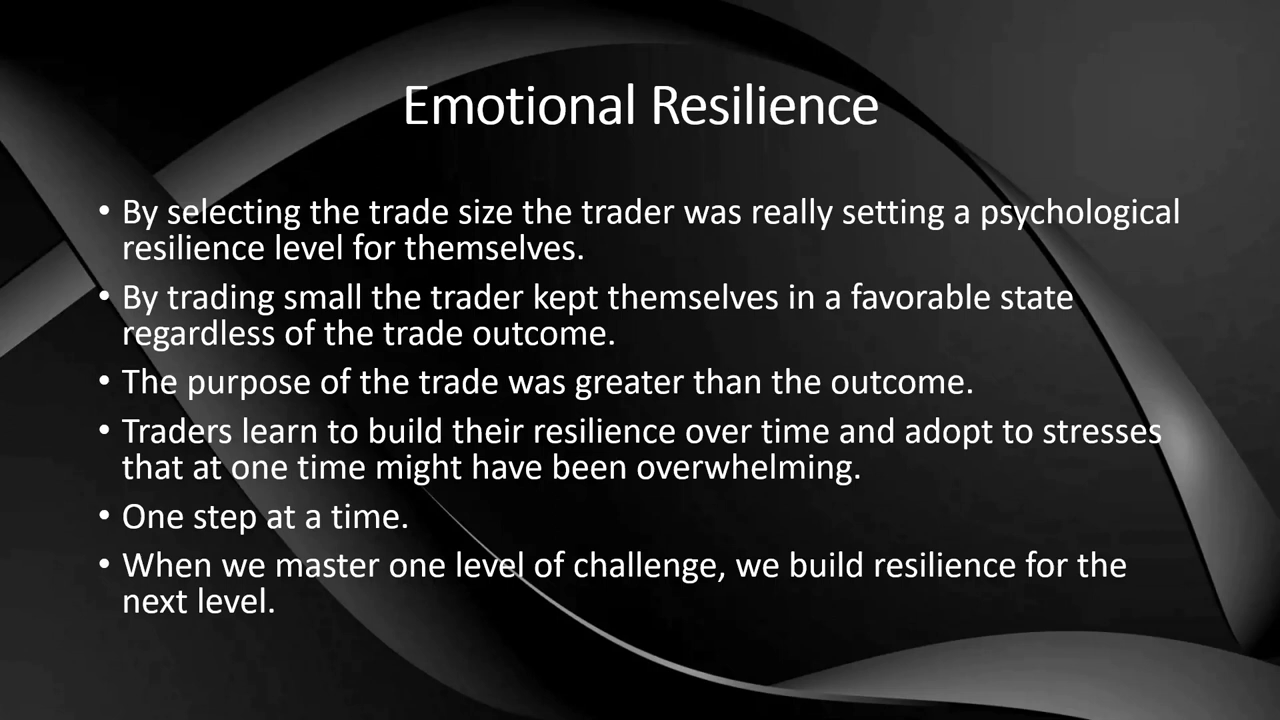 Emotional Resilience
• By selecting the trade size the trader was really setting a psychological
resilience level for themselves.
• By trading small the trader kept themselves in a favorable state
regardless of the trade outcome.
• The purpose of the trade was greater than the outcome.
• Traders learn to build their resilience over time and adopt to stresses
that at one time might have been overwhelming.
• One step at a time.
• When we master one level of challenge, we build resilience for the
next level.